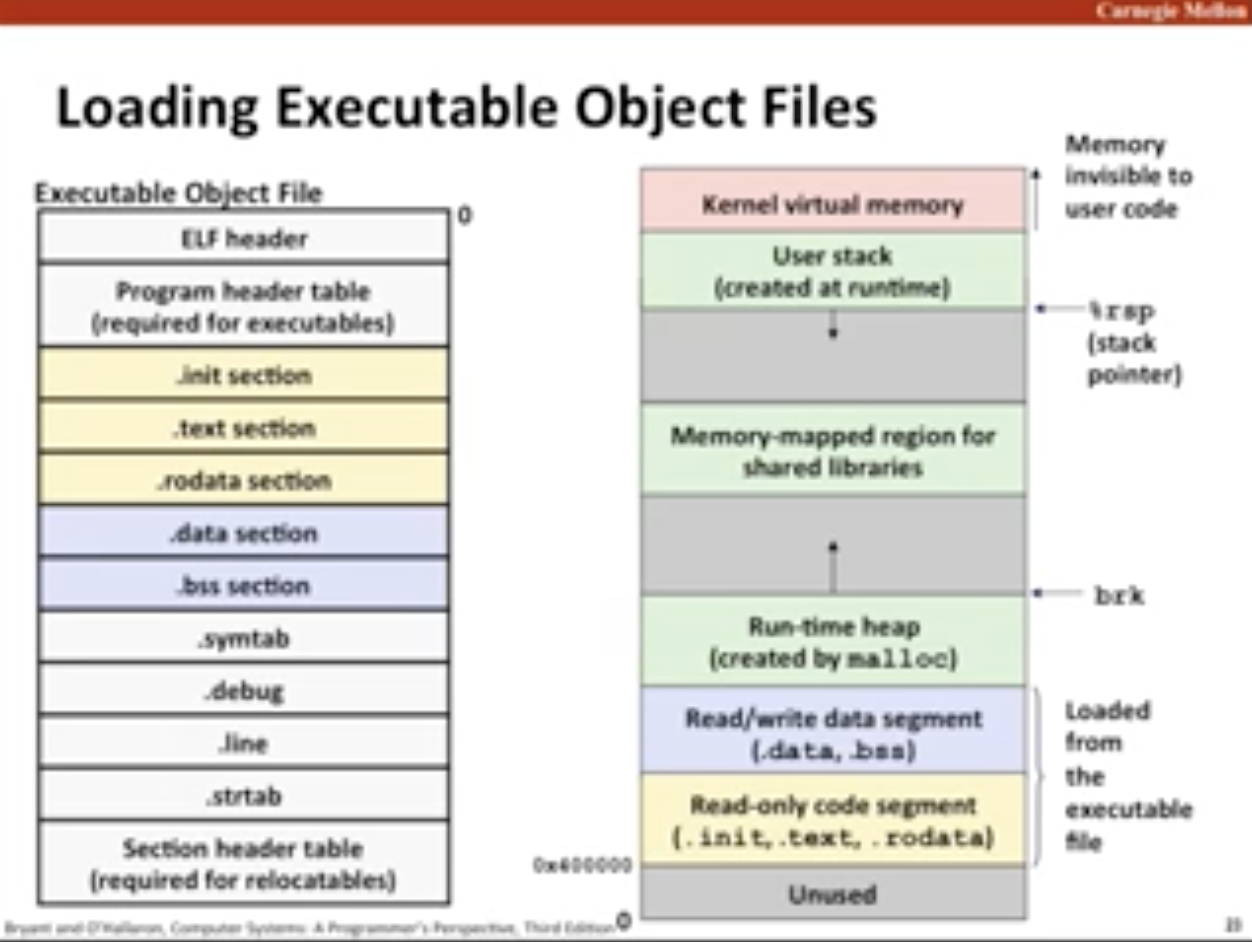 Carnegie Mellon
Loading Executable Object Files
Executable Object File
0
ELF header
Program header table
(required for executables)
.init section
.text section
.rodata section
.data section
.bss section
.symtab
.debug
.line
.strtab
Section header table
(required for relocatables)
Kernel virtual memory
User stack
(created at runtime)
Memory-mapped region for
shared libraries
Run-time heap
(created by malloc)
Read/write data segment
(.data, .bss)
Read-only code segment
(.init, .text, .rodata)
Unused
0x400000
0
Memory
invisible to
user code
%rsp
(stack
pointer)
brk
Loaded
from
the
executable
file
Bryant and O'Hallaron, Computer Systems: A Programmer's Perspective, Third Edition